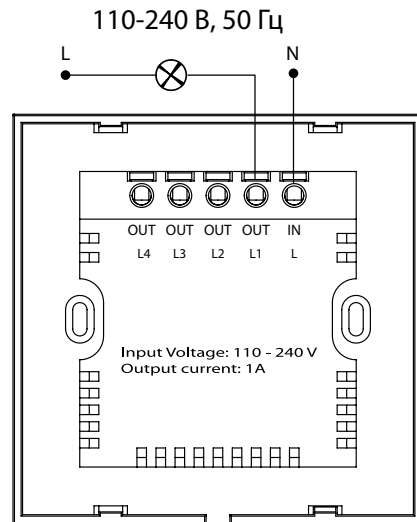 110-240 В, 50 Гц
L N
OUT OUT OUT OUT IN
L4 L3 L2 L1 L
Input Voltage: 110 - 240 V
Output current: 1A